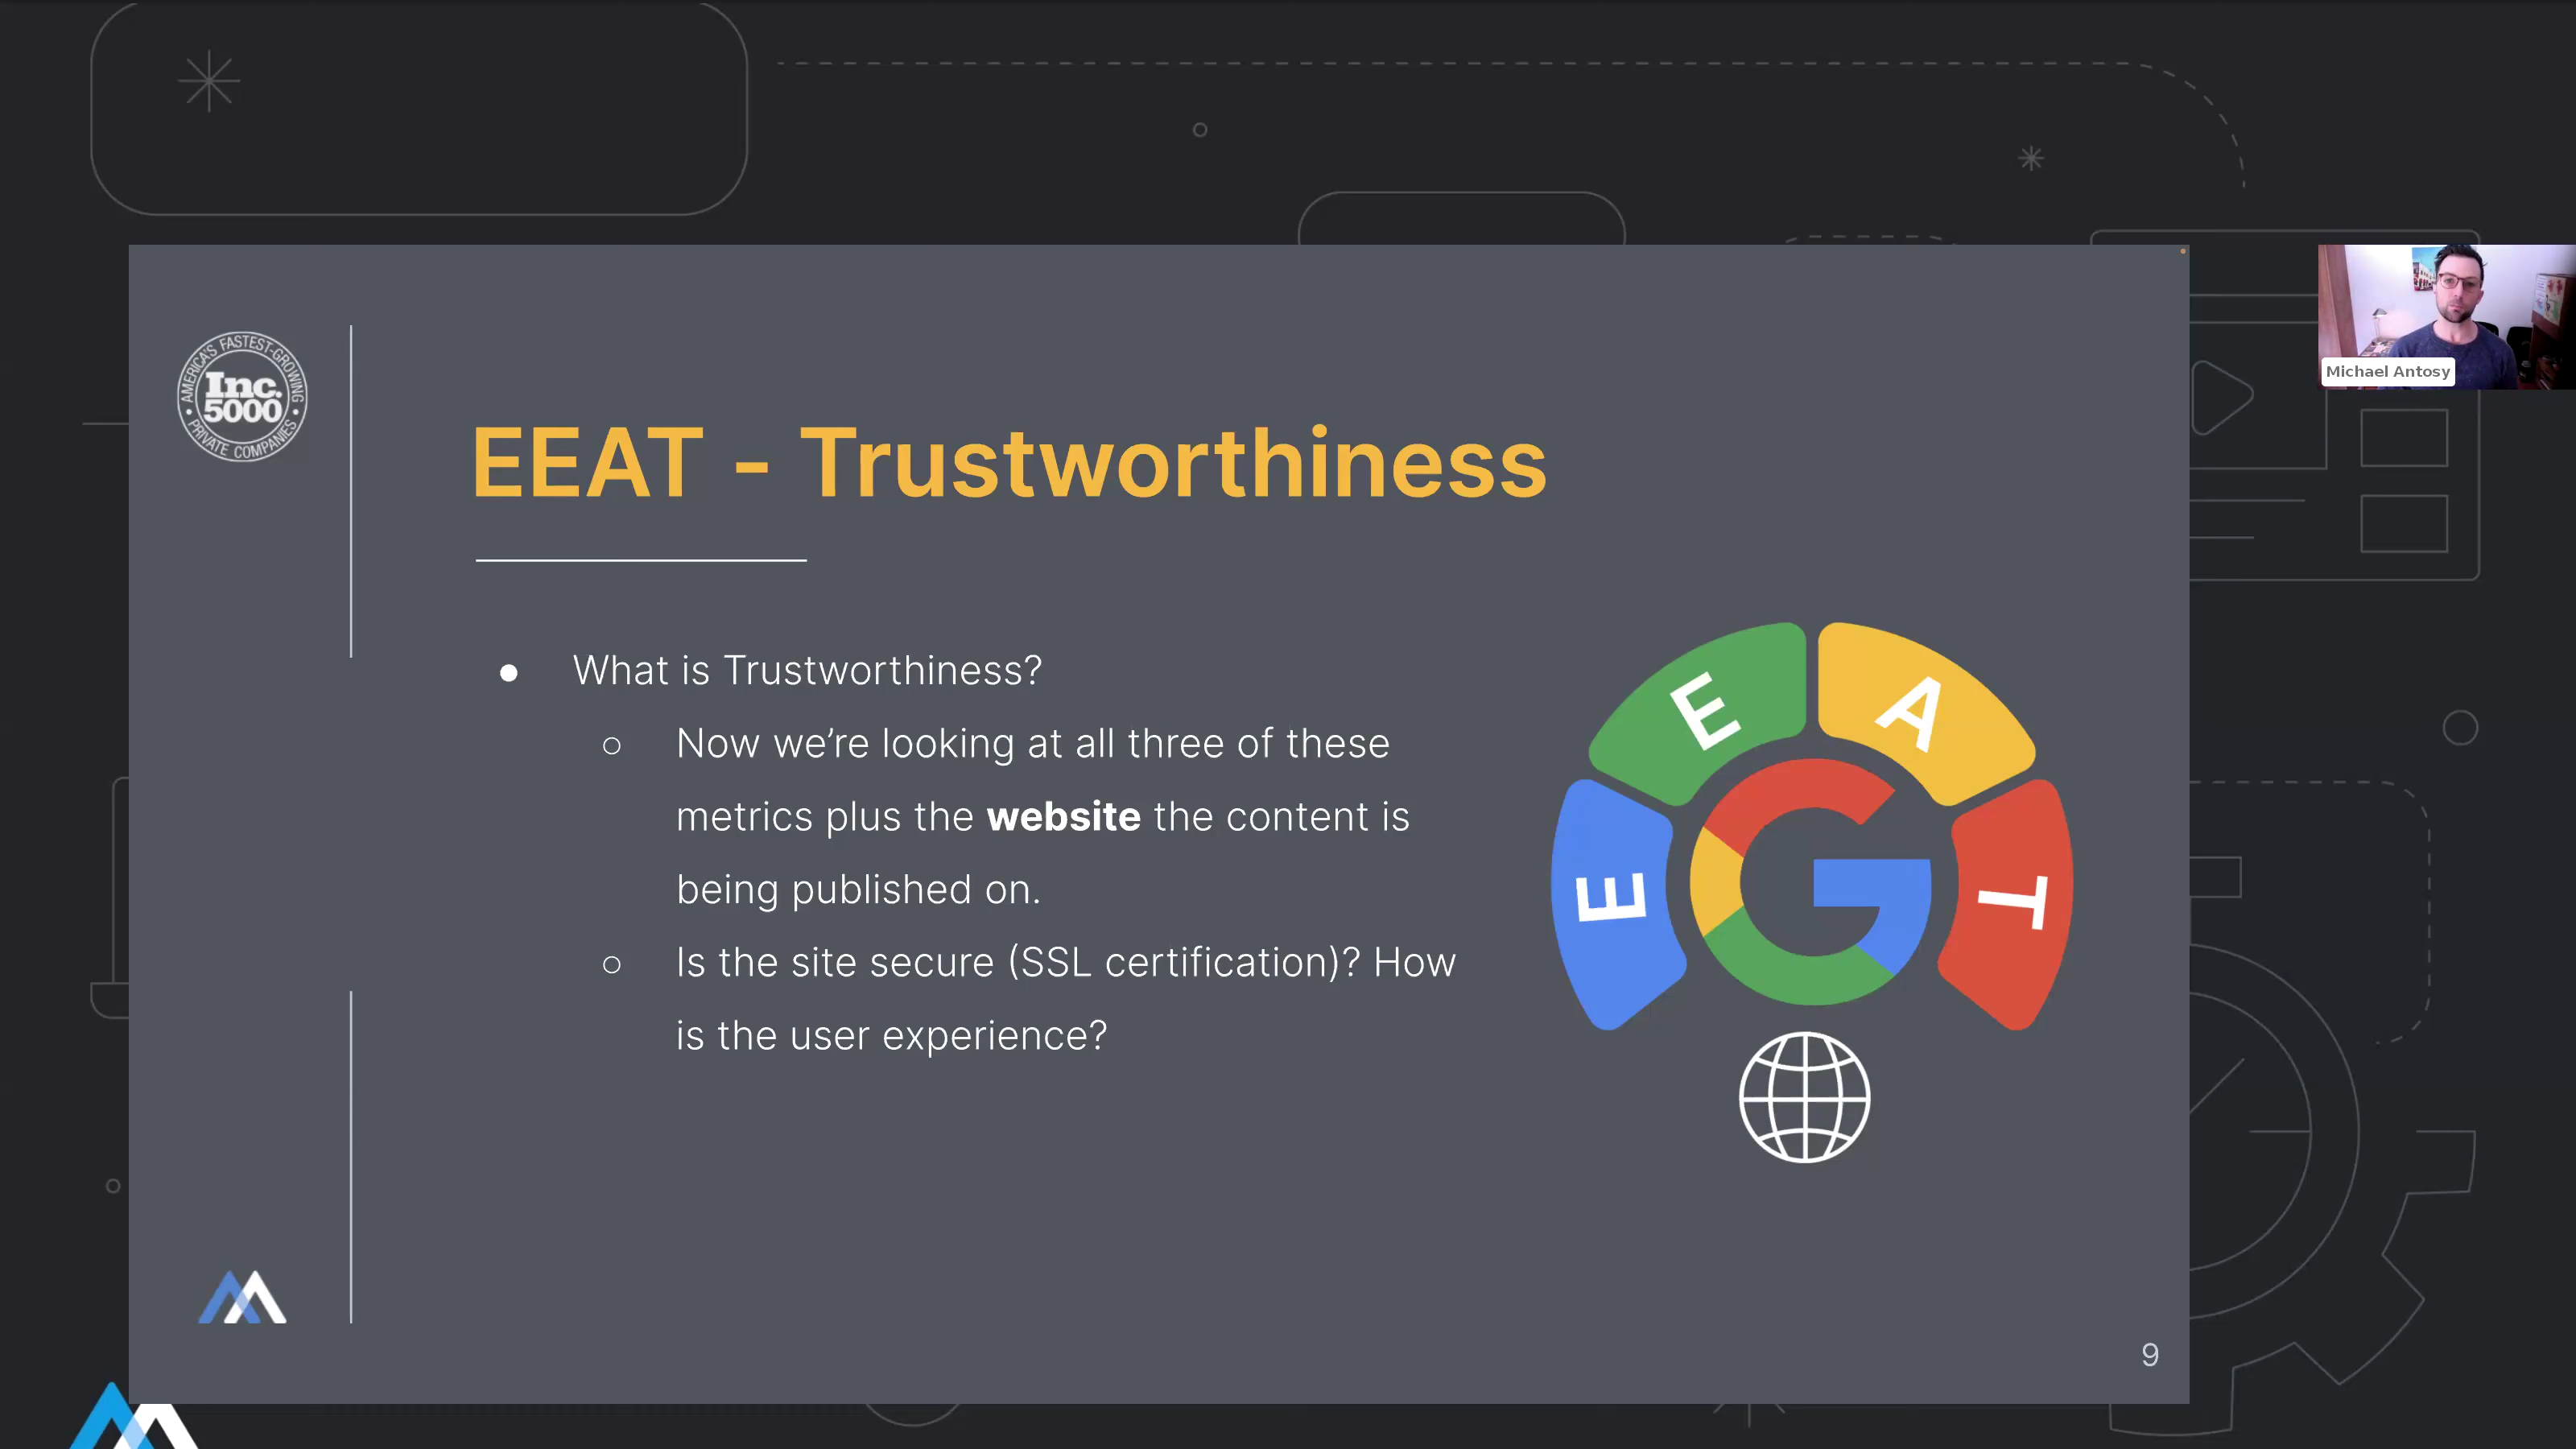 AMERICA'S FASTEST-GROWING
Inc.
5000
PRIVATE COMPANIES
Michael Antosy
EEAT - Trustworthiness
● What is Trustworthiness?
○ Now we’re looking at all three of these
metrics plus the website the content is
being published on.
○ Is the site secure (SSL certification)? How
is the user experience?
E
E
A
T
G
9